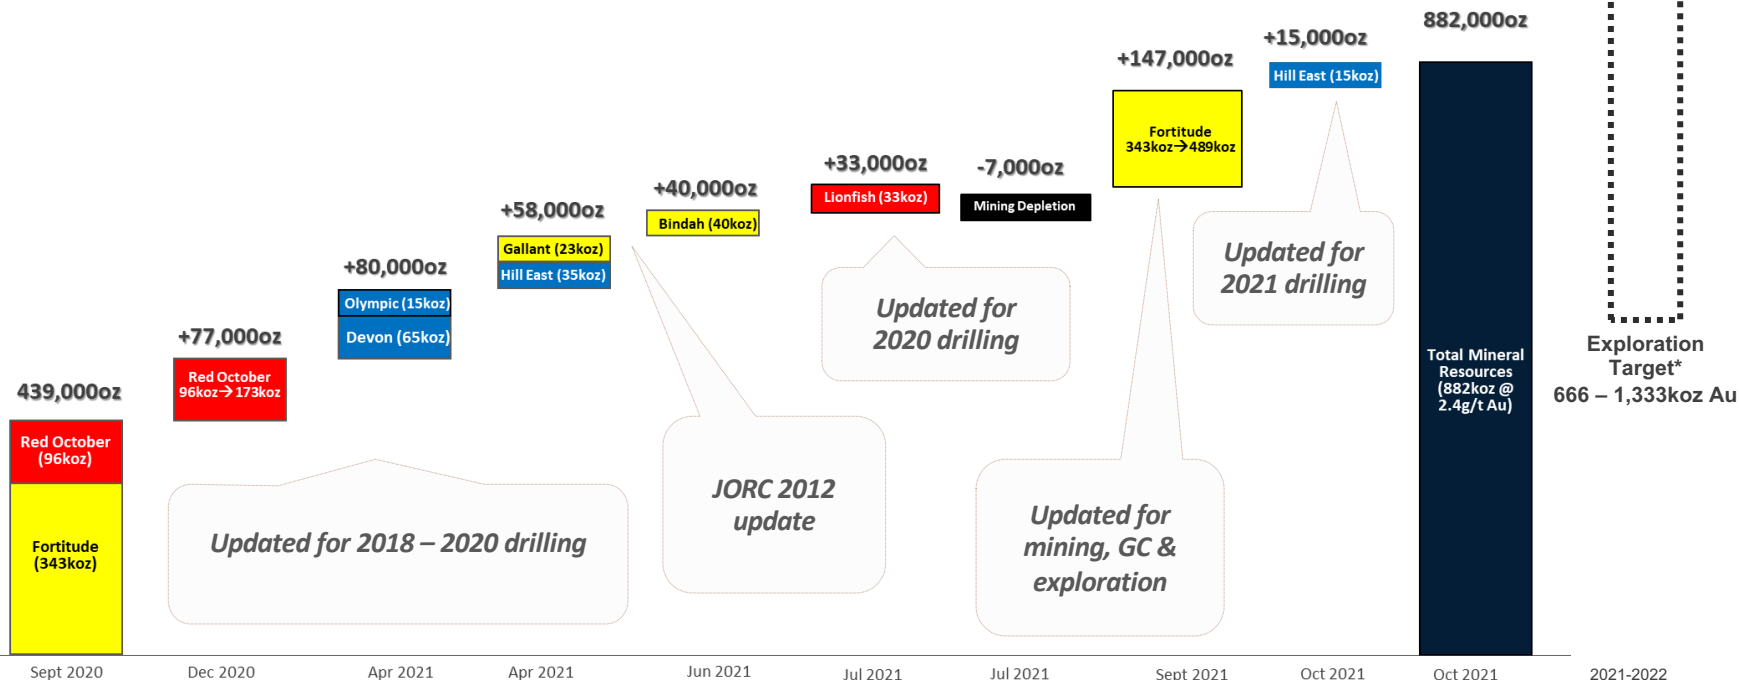 439,000oz
Red October
(96koz)
Fortitude
(343koz)
+77,000oz
Red October
96koz→173koz
+80,000oz
Olympic (15koz)
Devon (65koz)
+58,000oz
Gallant (23koz)
Hill East (35koz)
+40,000oz
Bindah (40koz)
+33,000oz
Lionfish (33koz)
-7,000oz
Mining Depletion
+147,000oz
Fortitude
343koz→489koz
+15,000oz
Hill East (15koz)
882,000oz
Total Mineral
Resources
(882koz @
2.4g/t Au)
Exploration
Target*
666 – 1,333koz Au
Updated for 2018 – 2020 drilling
JORC 2012
update
Updated for
2020 drilling
Updated for
mining, GC &
exploration
Updated for
2021 drilling
Sept 2020
Dec 2020
Apr 2021
Apr 2021
Jun 2021
Jul 2021
Jul 2021
Sept 2021
Oct 2021
Oct 2021
2021-2022